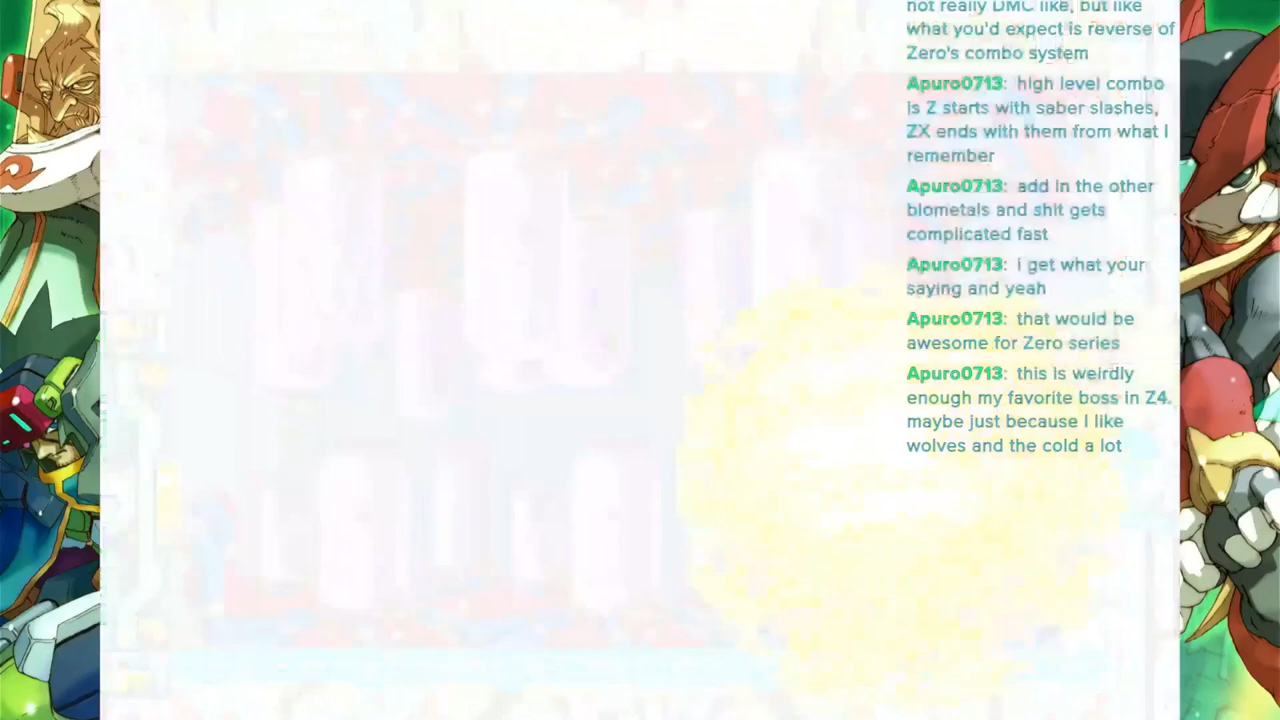 not really DMC like, but like
what you'd expect is reverse of
Zero's combo system
Apuro0713: high level combo
is Z starts with saber slashes,
ZX ends with them from what I
remember
Apuro0713: add in the other
biometals and shit gets
complicated fast
Apuro0713: i get what your
saying and yeah
Apuro0713: that would be
awesome for Zero series
Apuro0713: this is weirdly
enough my favorite boss in Z4.
maybe just because I like
wolves and the cold a lot